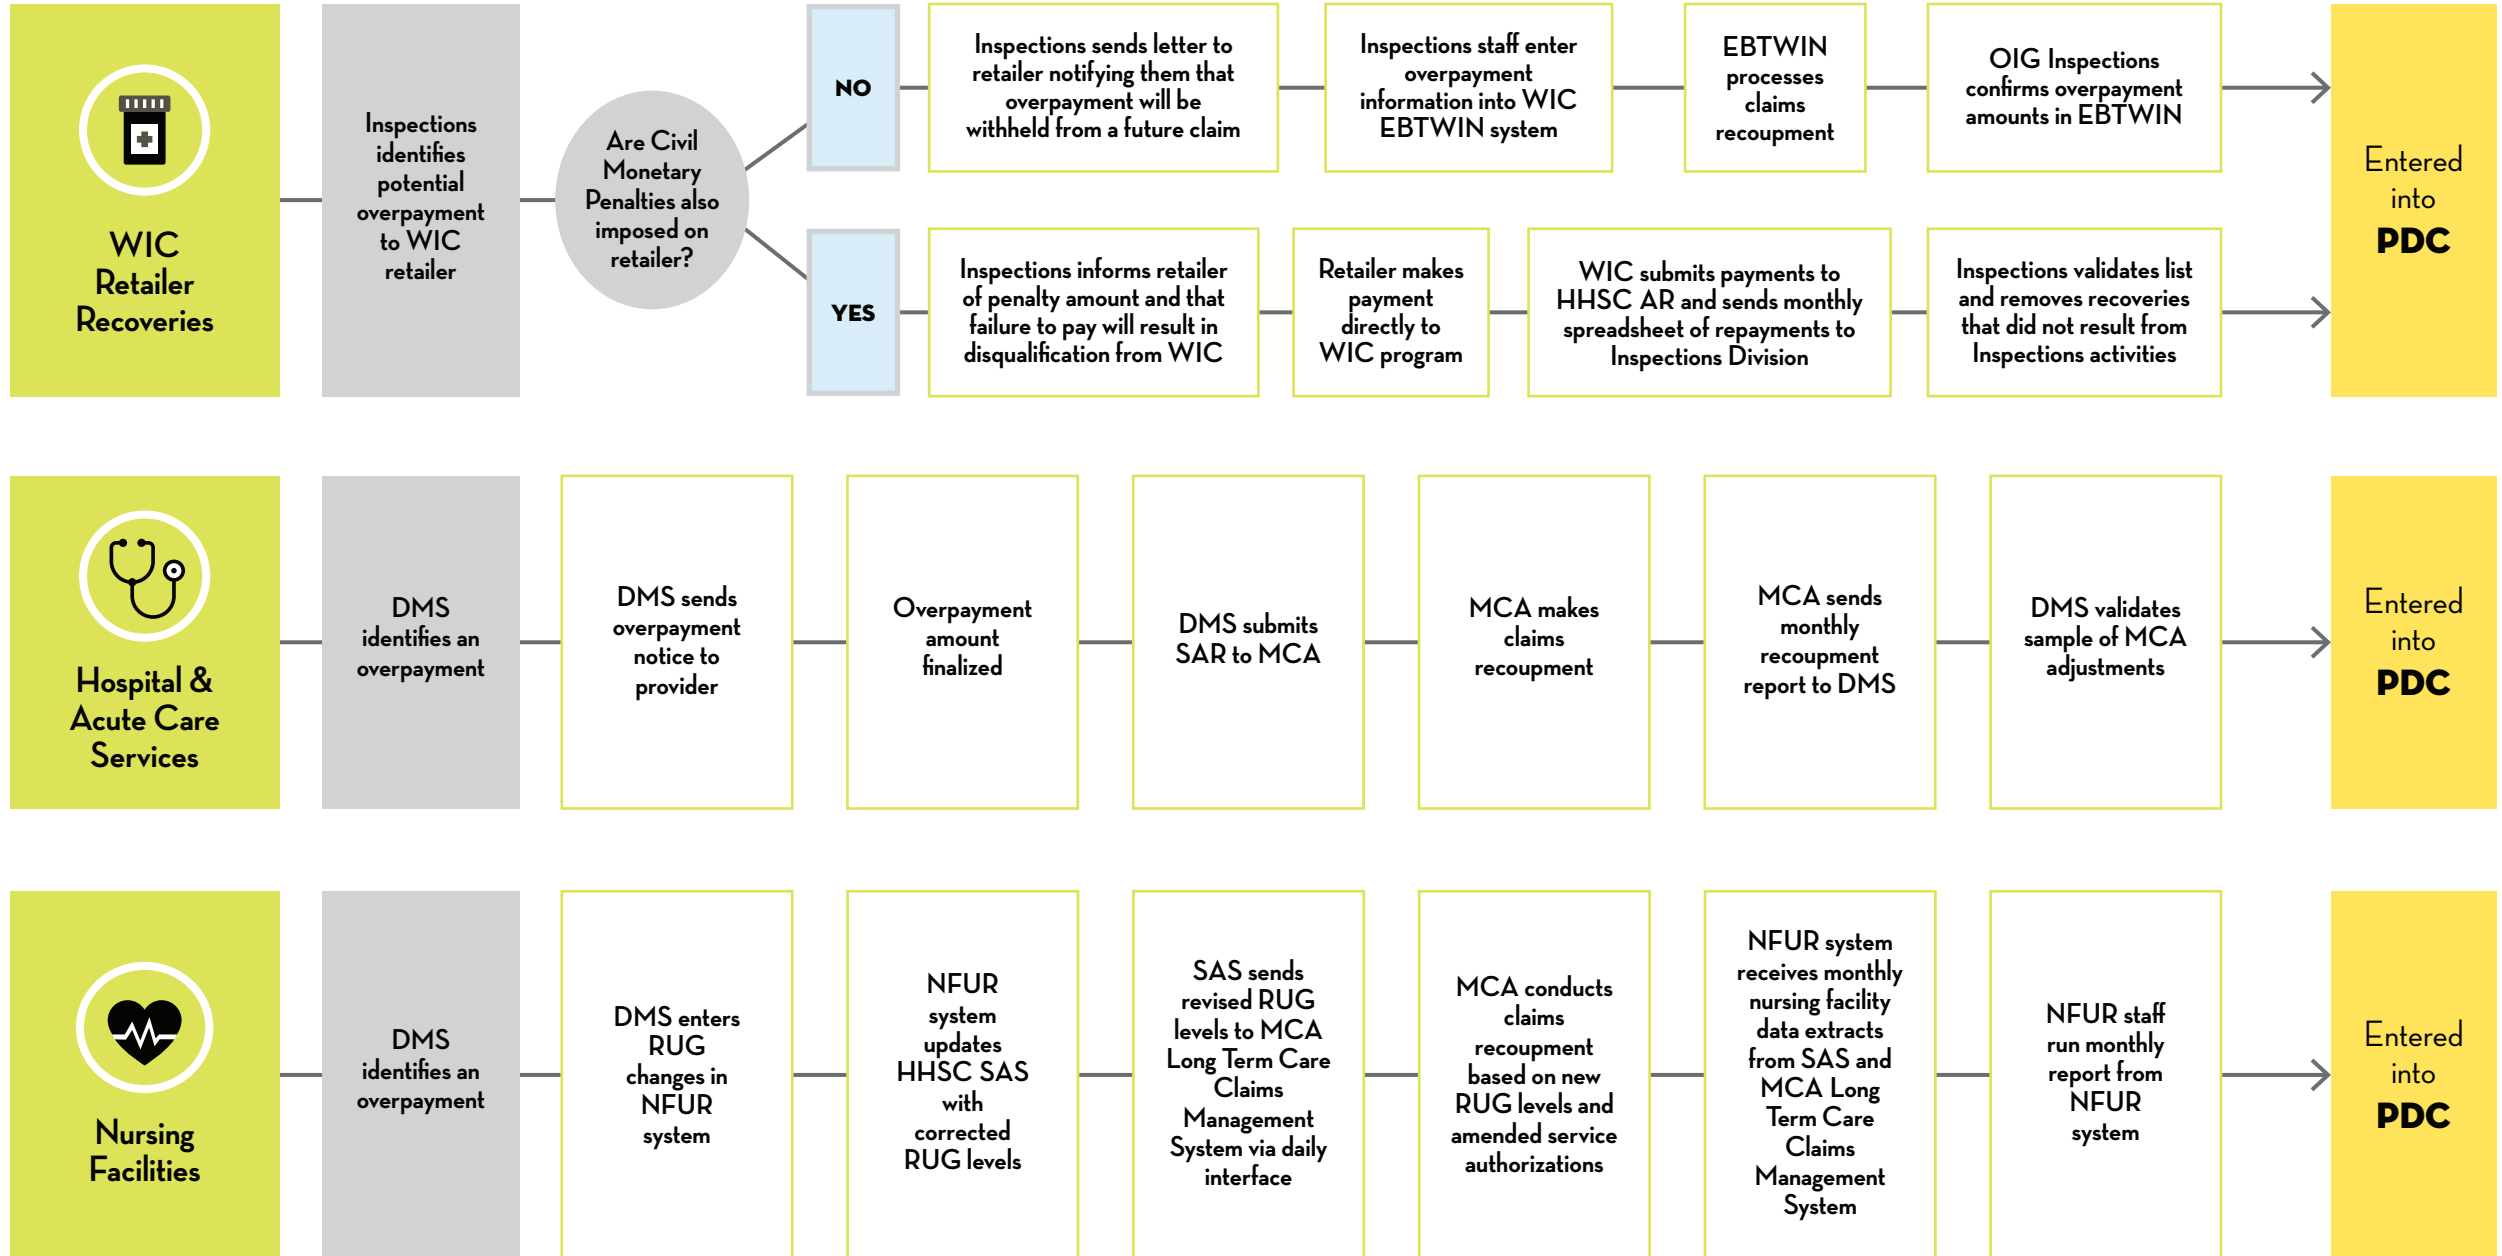 WIC
Retailer
Recoveries
Inspections
identifies
potential
overpayment
to WIC
retailer
Are Civil
Monetary
Penalties also
imposed on
retailer?
NO
Inspections sends letter to
retailer notifying them that
overpayment will be
withheld from a future claim
Inspections staff enter
overpayment
information into WIC
EBTWIN system
EBTWIN
processes
claims
recoupment
OIG Inspections
confirms overpayment
amounts in EBTWIN
YES
Inspections informs retailer
of penalty amount and that
failure to pay will result in
disqualification from WIC
Retailer makes
payment
directly to
WIC program
WIC submits payments to
HHSC AR and sends monthly
spreadsheet of repayments to
Inspections Division
Inspections validates list
and removes recoveries
that did not result from
Inspections activities
Entered
into
PDC
Hospital &
Acute Care
Services
DMS
identifies an
overpayment
DMS sends
overpayment
notice to
provider
Overpayment
amount
finalized
DMS submits
SAR to MCA
MCA makes
claims
recoupment
MCA sends
monthly
recoupment
report to DMS
DMS validates
sample of MCA
adjustments
Entered
into
PDC
Nursing
Facilities
DMS
identifies an
overpayment
DMS enters
RUG
changes in
NFUR
system
NFUR
system
updates
HHSC SAS
with
corrected
RUG levels
SAS sends
revised RUG
levels to MCA
Long Term Care
Claims
Management
System via daily
interface
MCA conducts
claims
recoupment
based on new
RUG levels and
amended service
authorizations
NFUR system
receives monthly
nursing facility
data extracts
from SAS and
MCA Long
Term Care
Claims
Management
System
NFUR staff
run monthly
report from
NFUR
system
Entered
into
PDC